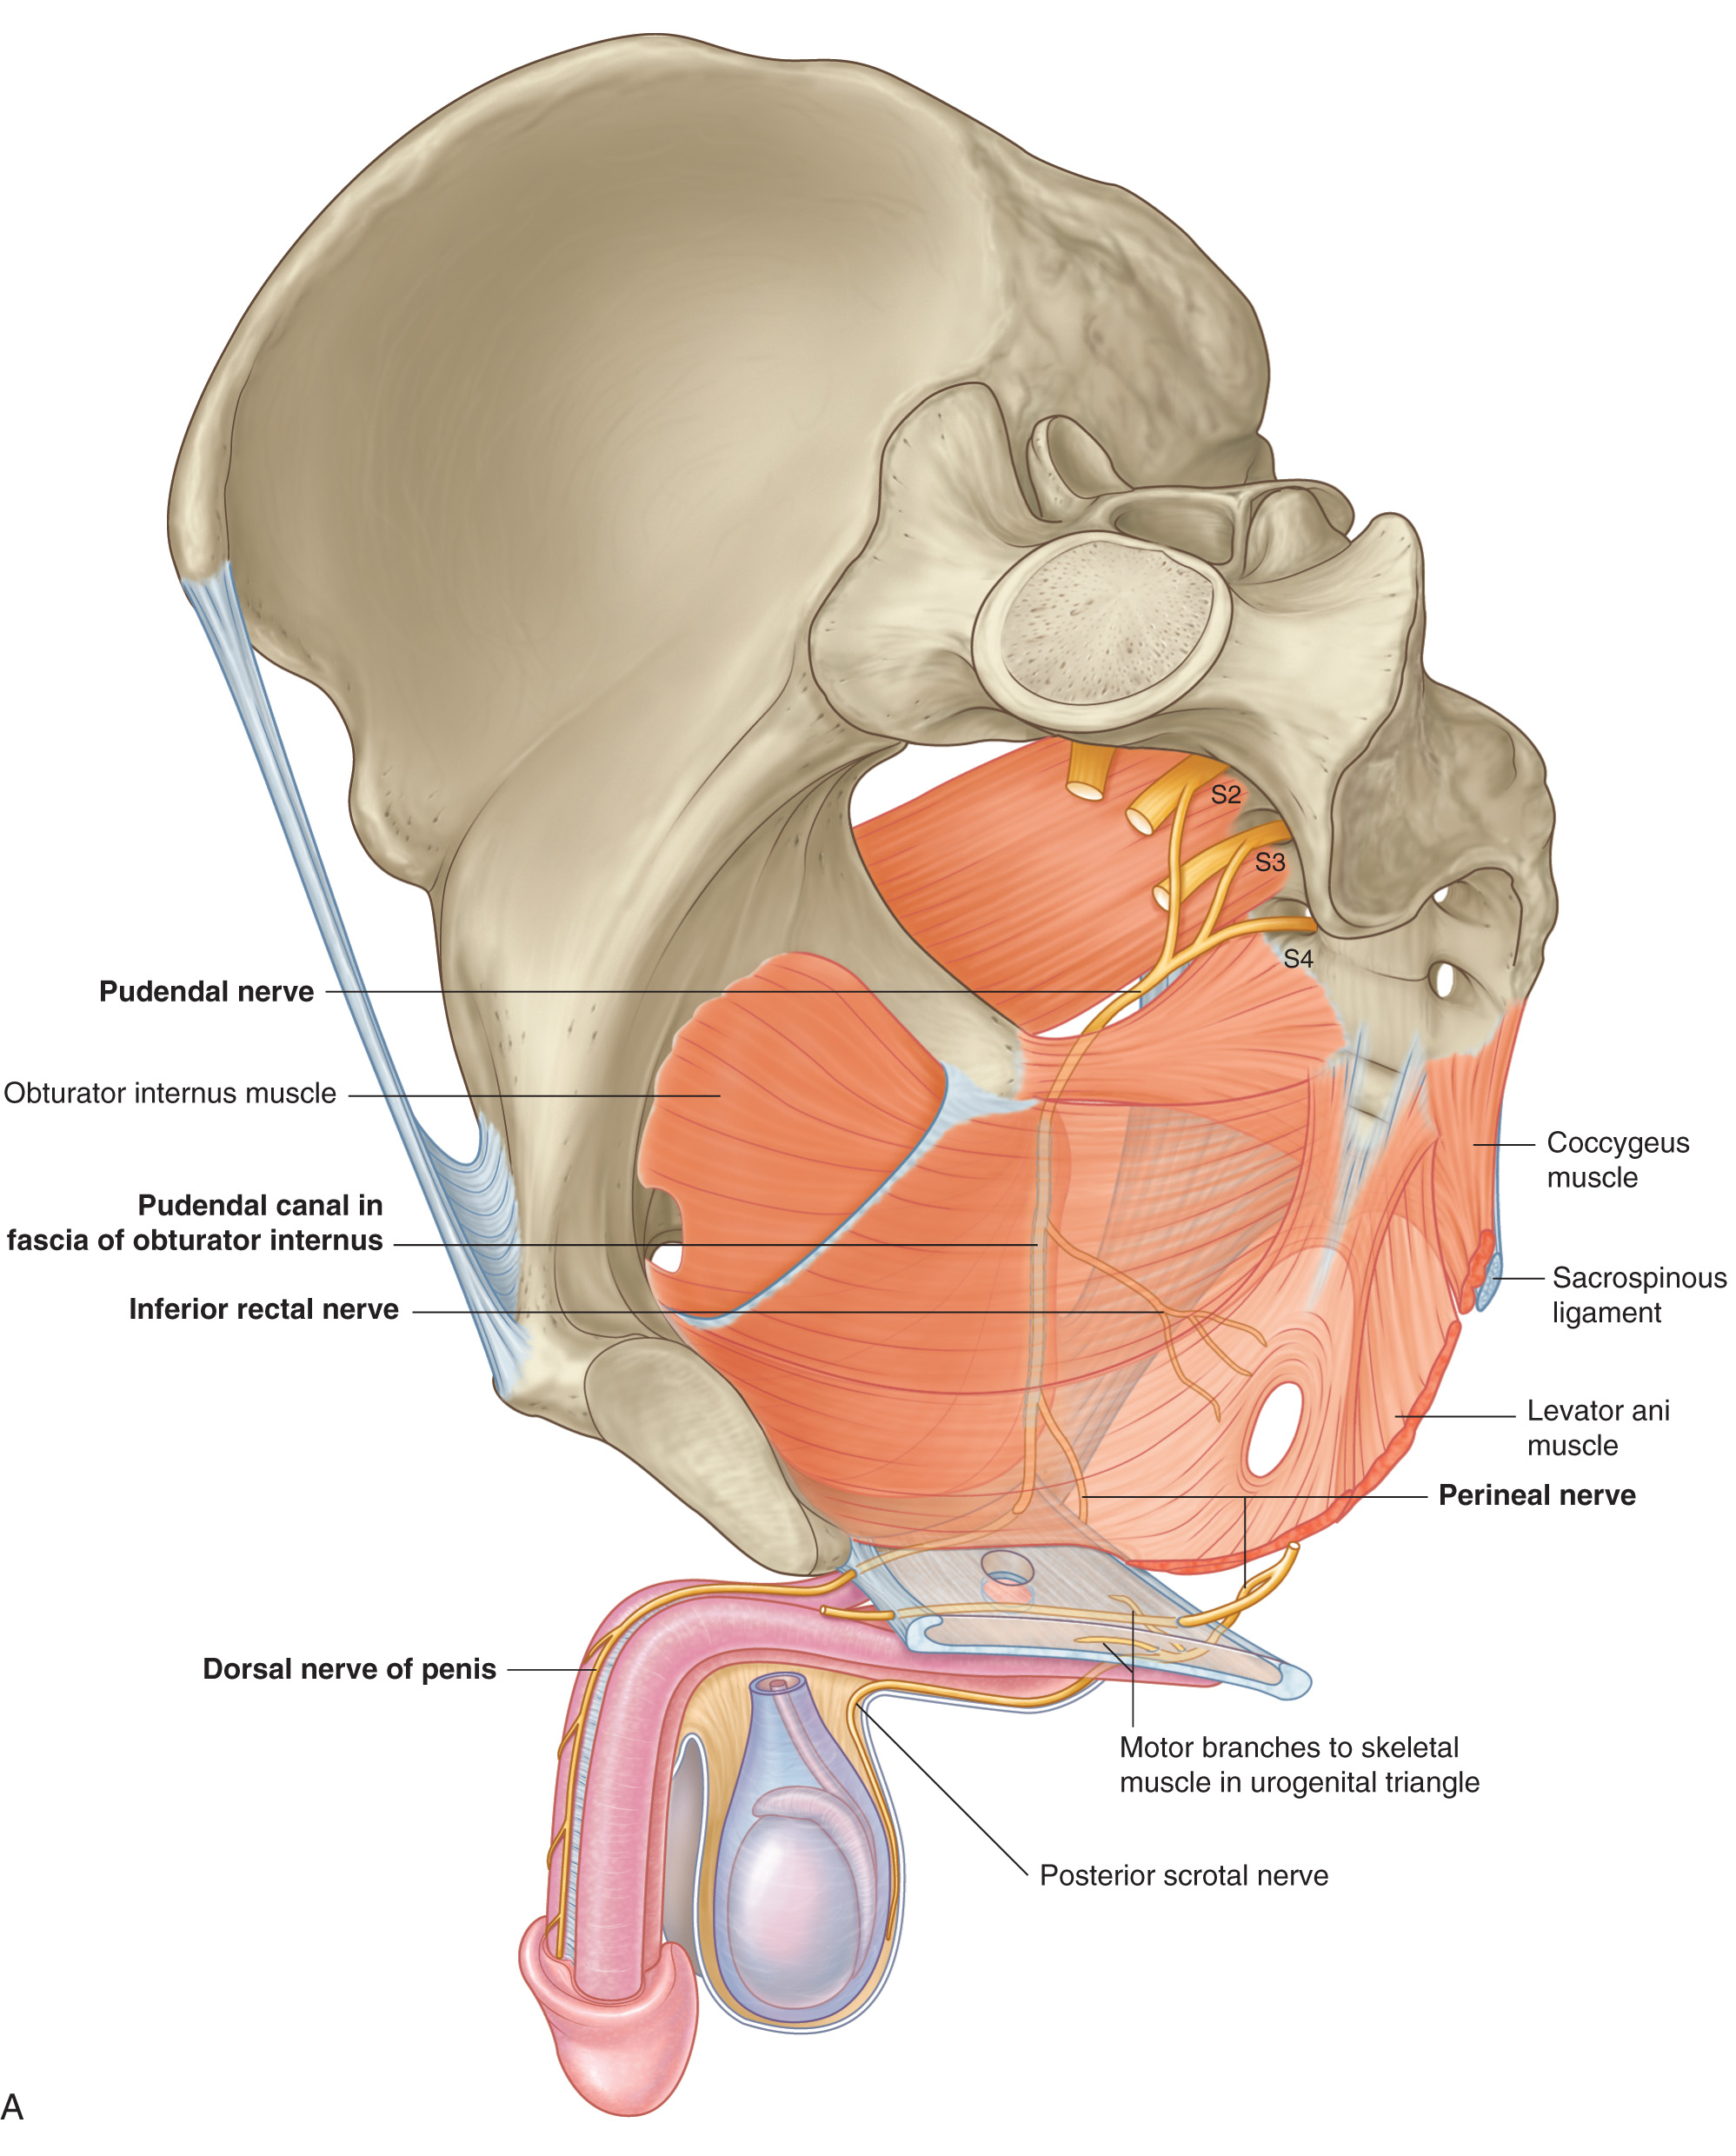 S2
S3
S4
Pudendal nerve
Obturator internus muscle
Coccygeus
muscle
Pudendal canal in
fascia of obturator internus
Sacrospinous
ligament
Inferior rectal nerve
Levator ani
muscle
Perineal nerve
Dorsal nerve of penis
Motor branches to skeletal
muscle in urogenital triangle
Posterior scrotal nerve
A